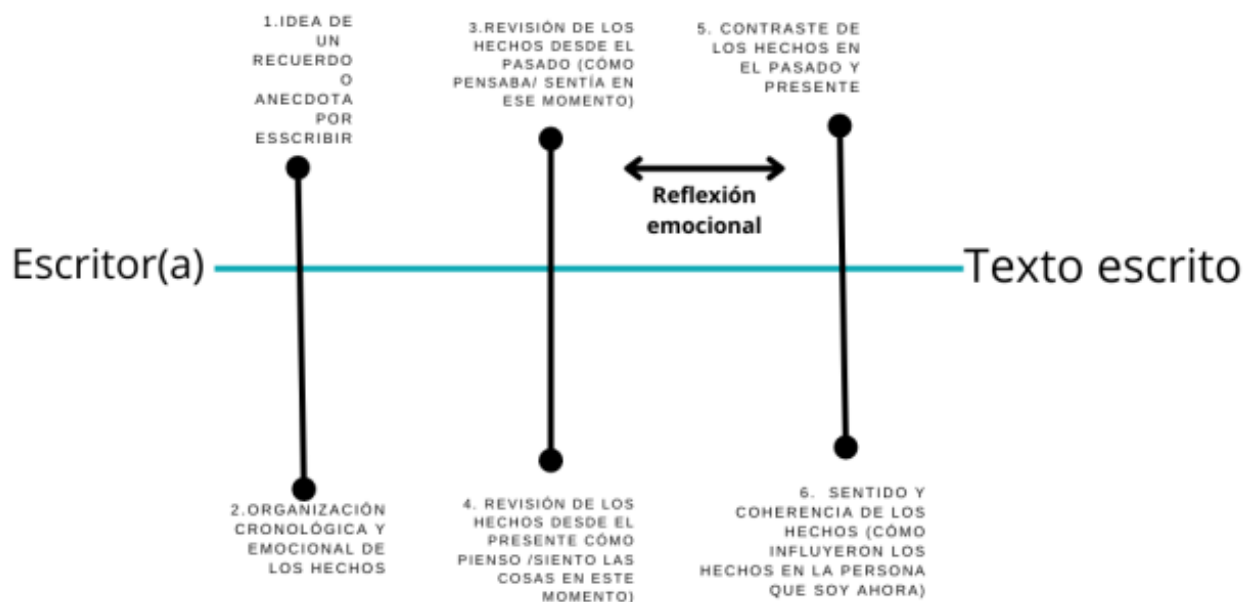 1.IDEA DE
UN
RECUERDO
O
ANECDOTA
POR
ESSCRIBIR
3.REVISIÓN DE LOS
HECHOS DESDE EL
PASADO (CÓMO
PENSABA/ SENTÍA EN
ESE MOMENTO)
5. CONTRASTE DE
LOS HECHOS EN
EL PASADO Y
PRESENTE
Reflexión
emocional
Escritor(a)
Texto escrito
2.ORGANIZACIÓN
CRONOLÓGICA Y
EMOCIONAL DE
LOS HECHOS
4. REVISIÓN DE LOS
HECHOS DESDE EL
PRESENTE CÓMO
PIENSO /SIENTO LAS
COSAS EN ESTE
MOMENTO)
6. SENTIDO Y
COHERENCIA DE LOS
HECHOS (CÓMO
INFLUYERON LOS
HECHOS EN LA PERSONA
QUE SOY AHORA)